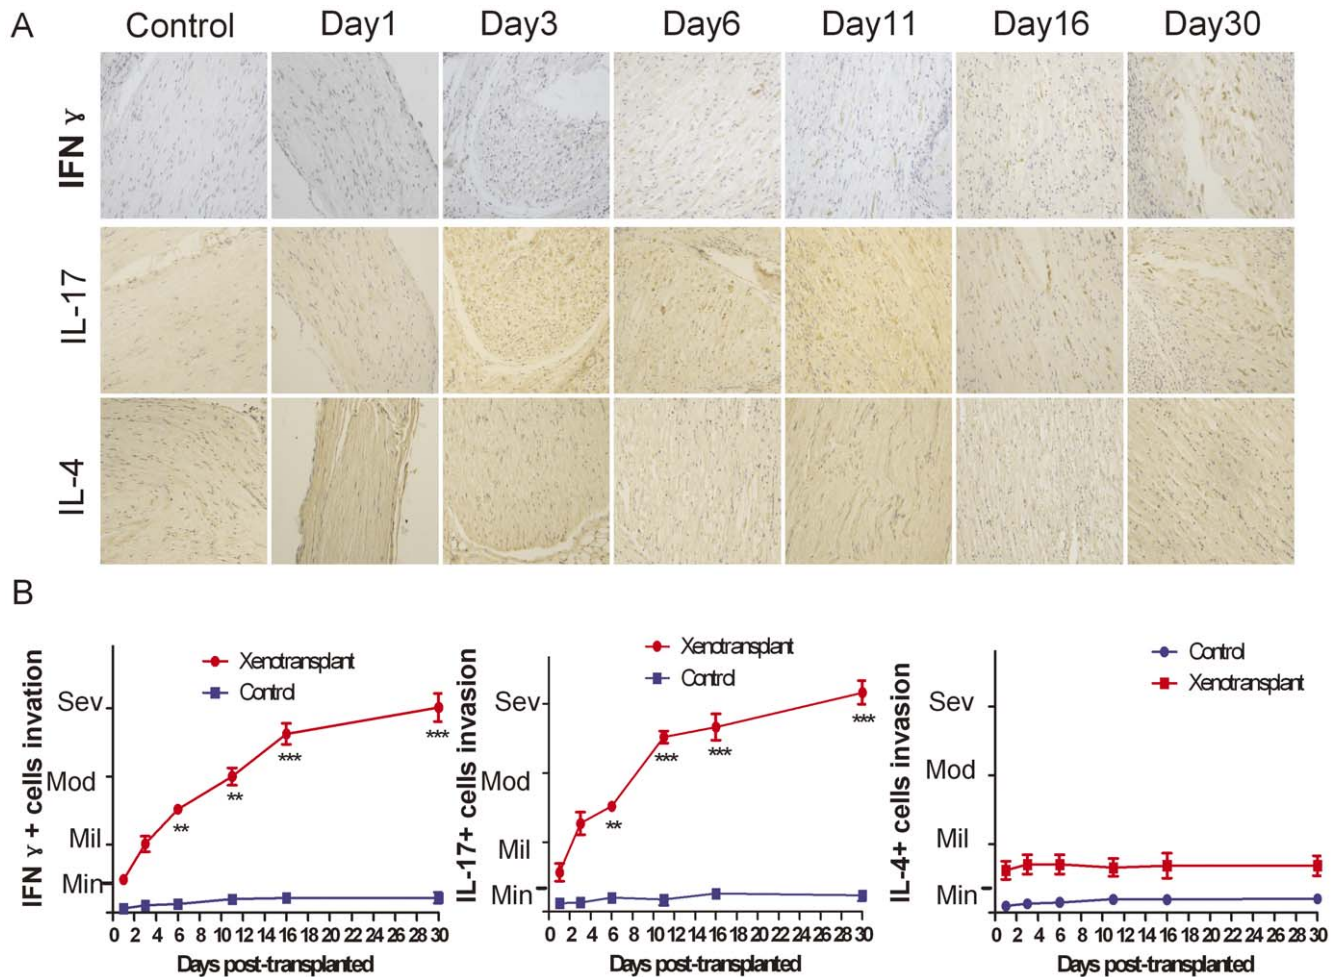 A
Control Day1 Day3 Day6 Day11 Day16 Day30
IFN γ
IL-17
IL-4
B
IFN γ + cells invation
Xenotransplant
Control
Sev
Mod
Mil
Min
** ** *** ***
0 2 4 6 8 10 12 14 16 18 20 22 24 26 28 30
Days post-transplanted
IL-17+ cells invasion
Xenotransplant
Control
Sev
Mod
Mil
Min
** *** *** ***
0 2 4 6 8 10 12 14 16 18 20 22 24 26 28 30
Days post-transplanted
IL-4+ cells invasion
Control
Xenotransplant
Sev
Mod
Mil
Min
0 2 4 6 8 10 12 14 16 18 20 22 24 26 28 30
Days post-transplanted